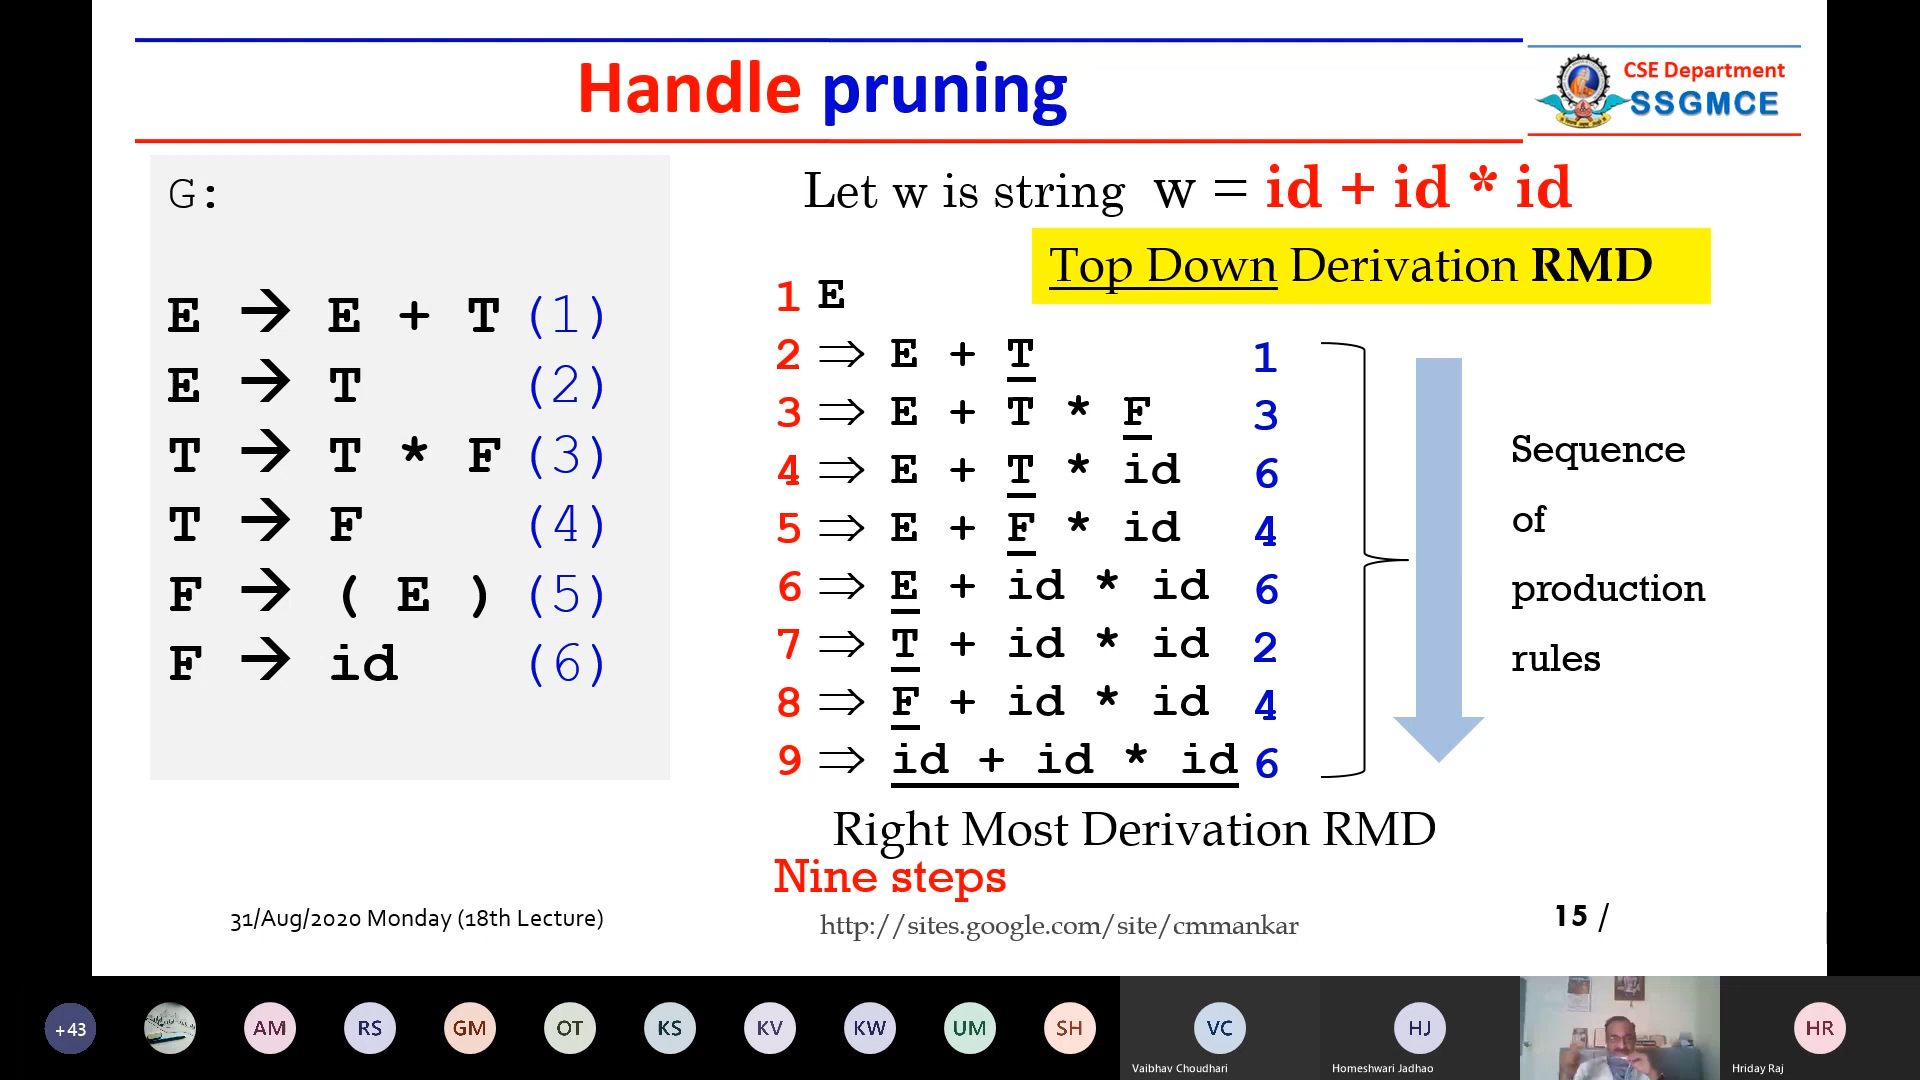 Handle pruning
CSE Department
SSGMCE
G:
E → E + T (1)
E → T (2)
T → T * F (3)
T → F (4)
F → ( E ) (5)
F → id (6)
Let w is string w = id + id * id
Top Down Derivation RMD
1 E
2 ⇒ E + T 1
3 ⇒ E + T * F 3
4 ⇒ E + T * id 6
5 ⇒ E + F * id 4
6 ⇒ E + id * id 6
7 ⇒ T + id * id 2
8 ⇒ F + id * id 4
9 ⇒ id + id * id 6
Sequence
of
production
rules
Right Most Derivation RMD
Nine steps
31/Aug/2020 Monday (18th Lecture)
http://sites.google.com/site/cmmankar
15 /
+43
AM
RS
GM
OT
KS
KV
KW
UM
SH
VC
Vaibhav Choudhari
HJ
Homeshwari Jadhao
HR
Hriday Raj